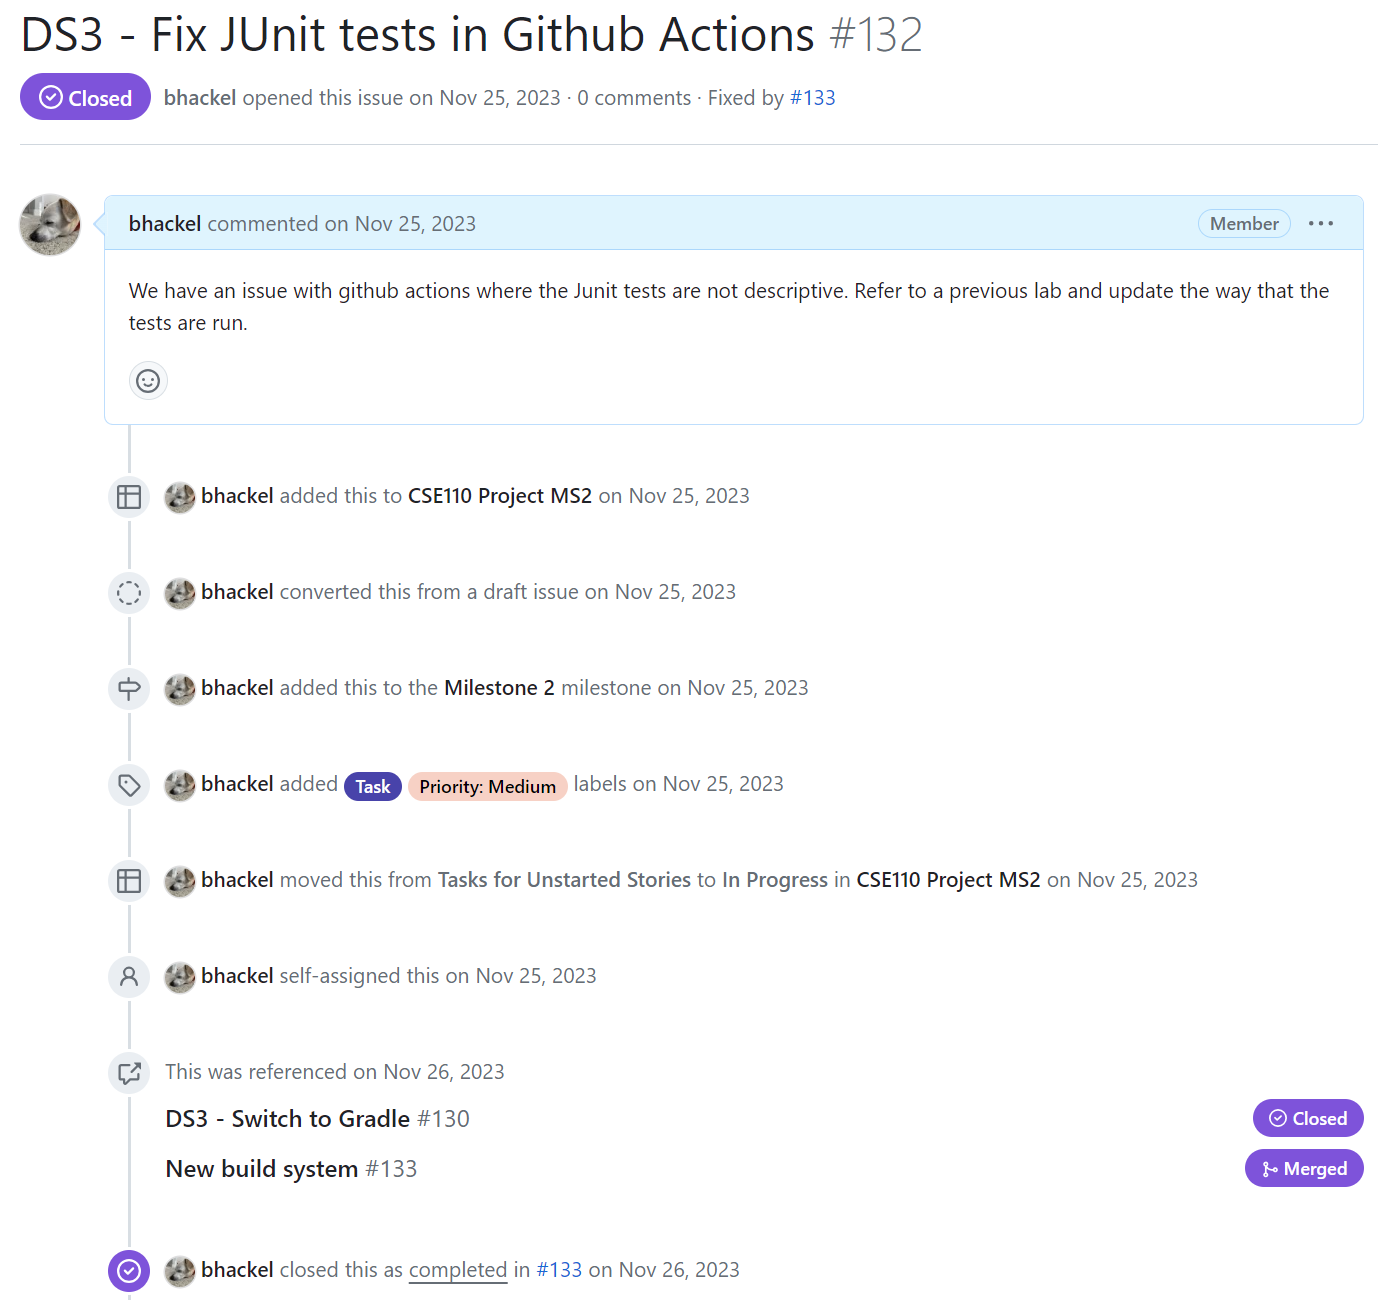 DS3 - Fix JUnit tests in Github Actions #132
Closed bhackel opened this issue on Nov 25, 2023 · 0 comments · Fixed by #133
bhackel commented on Nov 25, 2023 Member
We have an issue with github actions where the Junit tests are not descriptive. Refer to a previous lab and update the way that the
tests are run.
bhackel added this to CSE110 Project MS2 on Nov 25, 2023
bhackel converted this from a draft issue on Nov 25, 2023
bhackel added this to the Milestone 2 milestone on Nov 25, 2023
bhackel added Task Priority: Medium labels on Nov 25, 2023
bhackel moved this from Tasks for Unstarted Stories to In Progress in CSE110 Project MS2 on Nov 25, 2023
bhackel self-assigned this on Nov 25, 2023
This was referenced on Nov 26, 2023
DS3 - Switch to Gradle #130 Closed
New build system #133 Merged
bhackel closed this as completed in #133 on Nov 26, 2023